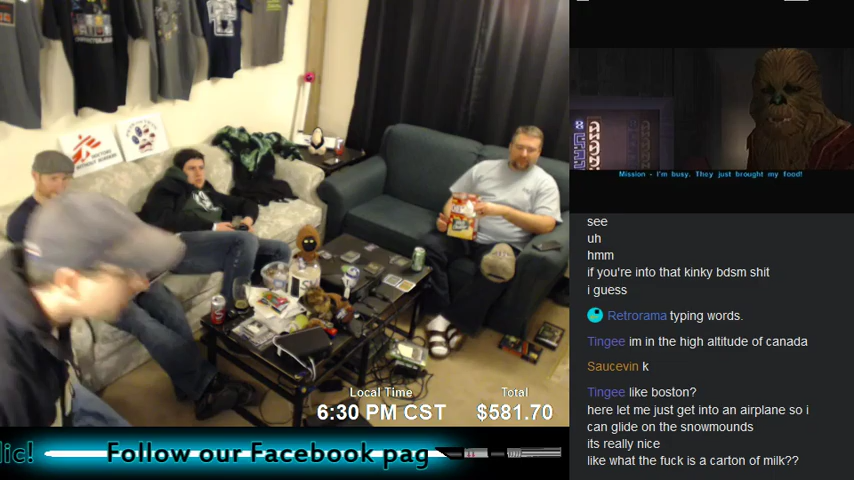 DOCTORS
WITHOUT BORDERS
Mission - I'm busy. They just brought my food!
see
uh
hmm
if you're into that kinky bdsm shit
i guess
Retrorama typing words.
Tingee im in the high altitude of canada
Saucevin k
Tingee like boston?
here let me just get into an airplane so i
can glide on the snowmounds
its really nice
like what the fuck is a carton of milk??
Local Time
6:30 PM CST
Total
$581.70
lic!
Follow our Facebook pag